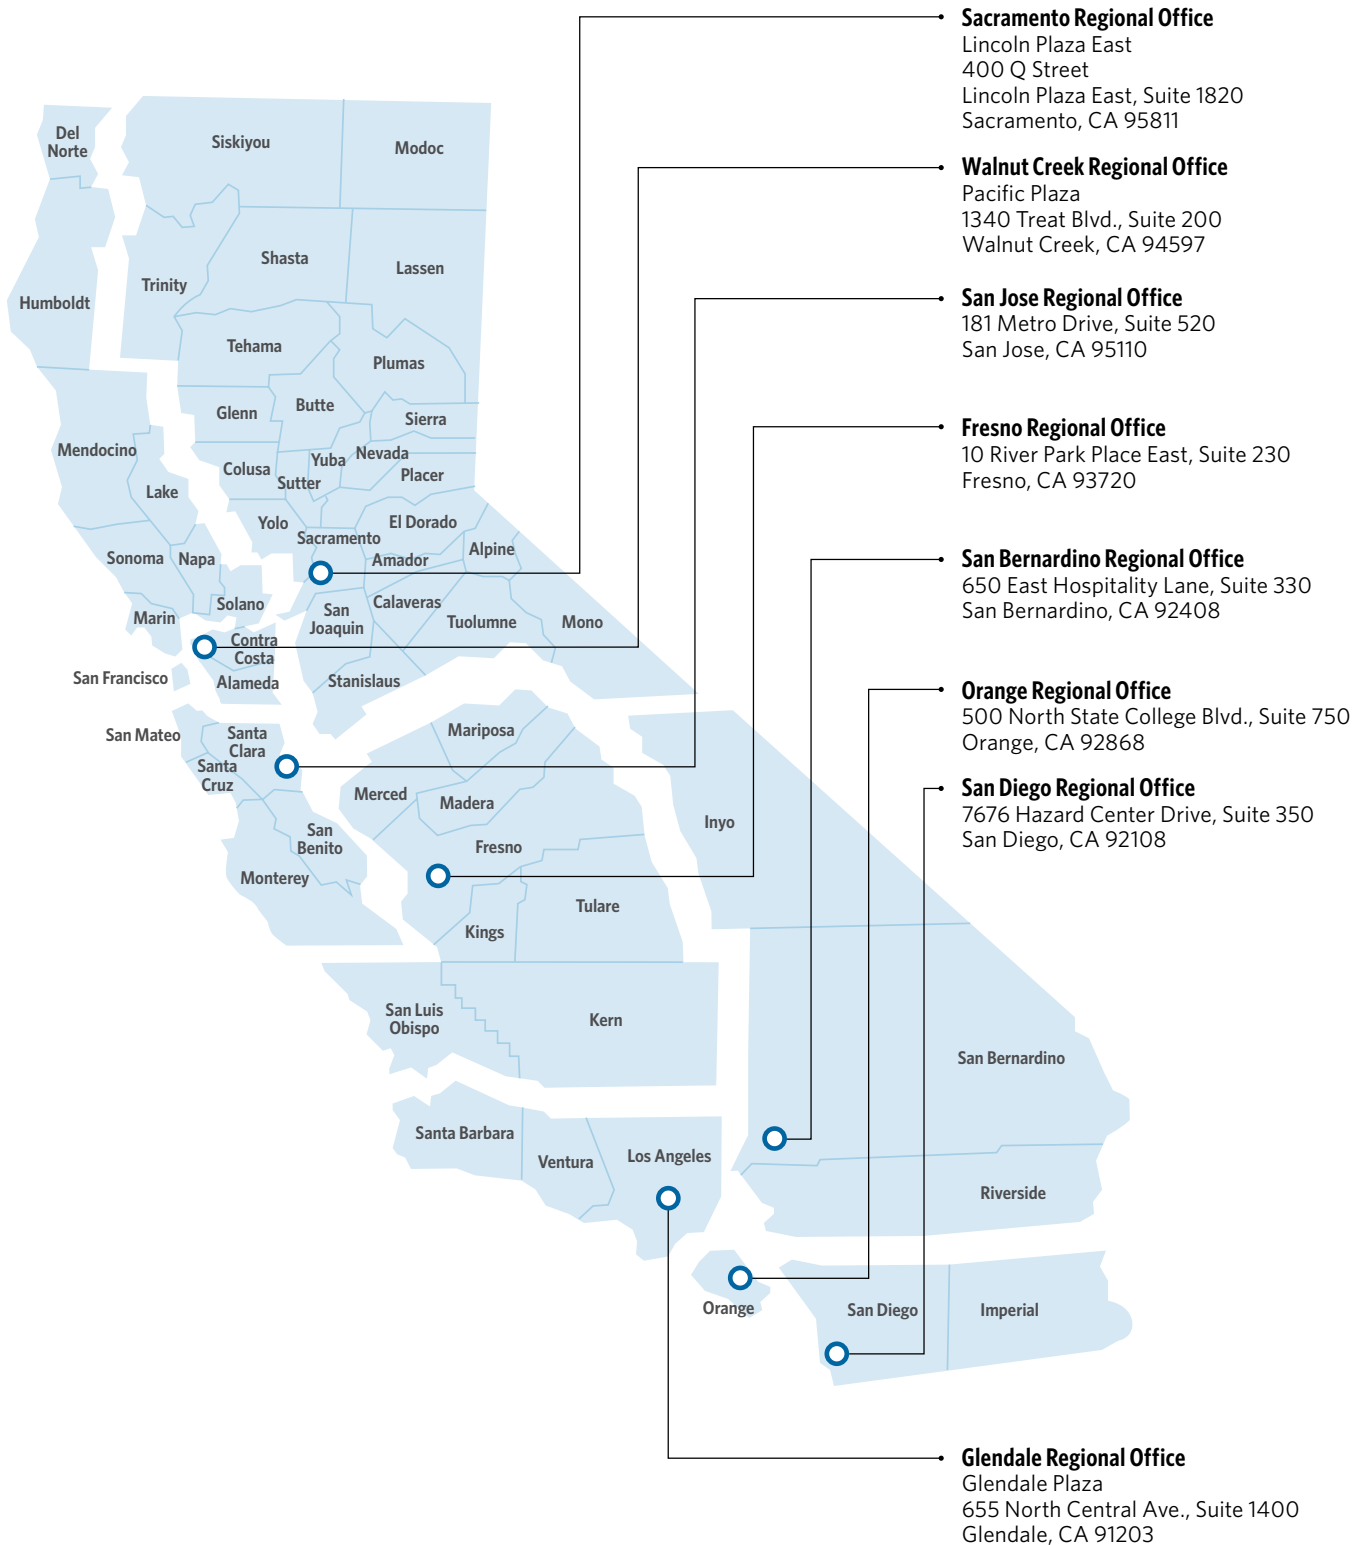 Sacramento Regional Office
Lincoln Plaza East
400 Q Street
Lincoln Plaza East, Suite 1820
Sacramento, CA 95811
Walnut Creek Regional Office
Pacific Plaza
1340 Treat Blvd., Suite 200
Walnut Creek, CA 94597
San Jose Regional Office
181 Metro Drive, Suite 520
San Jose, CA 95110
Fresno Regional Office
10 River Park Place East, Suite 230
Fresno, CA 93720
San Bernardino Regional Office
650 East Hospitality Lane, Suite 330
San Bernardino, CA 92408
Orange Regional Office
500 North State College Blvd., Suite 750
Orange, CA 92868
San Diego Regional Office
7676 Hazard Center Drive, Suite 350
San Diego, CA 92108
Glendale Regional Office
Glendale Plaza
655 North Central Ave., Suite 1400
Glendale, CA 91203
Del
Norte
Siskiyou
Modoc
Humboldt
Trinity
Shasta
Lassen
Tehama
Plumas
Glenn
Butte
Sierra
Mendocino
Lake
Colusa
Sutter
Yuba
Nevada
Placer
Yolo
Sacramento
El Dorado
Amador
Alpine
Sonoma
Napa
Solano
Marin
San
Joaquin
Calaveras
Tuolumne
Mono
Contra
Costa
Alameda
San Francisco
Stanislaus
San Mateo
Santa
Clara
Santa
Cruz
Mariposa
Merced
Madera
Inyo
San
Benito
Monterey
Fresno
Tulare
Kings
San Luis
Obispo
Kern
San Bernardino
Santa Barbara
Ventura
Los Angeles
Riverside
Orange
San Diego
Imperial